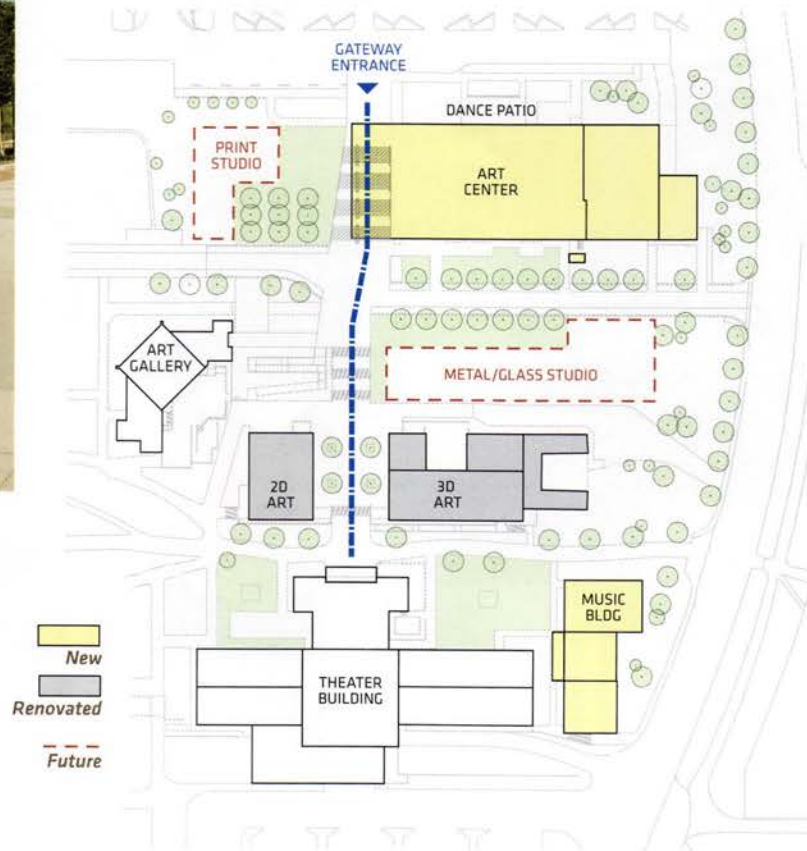 GATEWAY
ENTRANCE
DANCE PATIO
PRINT
STUDIO
ART
CENTER
ART
GALLERY
METAL/GLASS STUDIO
2D
ART
3D
ART
MUSIC
BLDG
THEATER
BUILDING
New
Renovated
Future